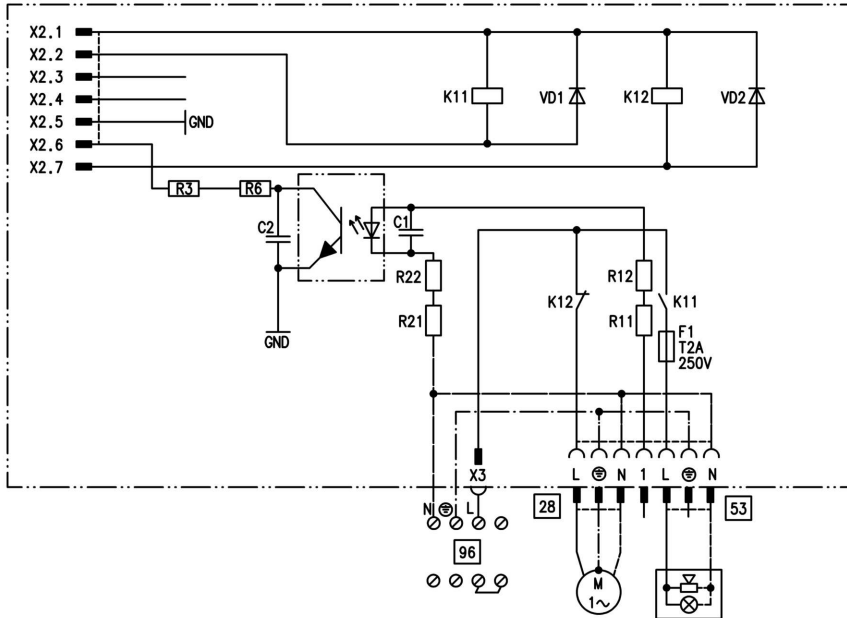 X2.1
X2.2
X2.3
X2.4
X2.5
X2.6
X2.7
GND
K11
VD1
K12
VD2
R3
R6
C2
C1
GND
R22
R21
R12
R11
K12
K11
F1
T2A
250V
X3
L N 1 L N
N L
28
53
96
M
1~